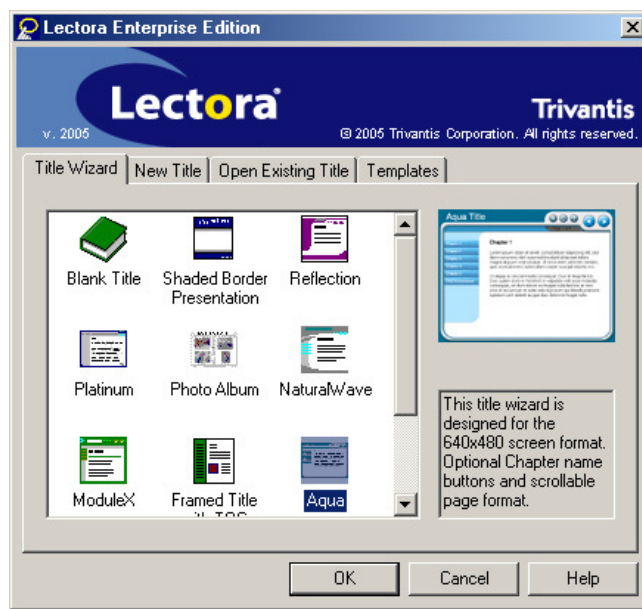 Lectora Enterprise Edition
Lectora
Trivantis
v. 2005
© 2005 Trivantis Corporation. All rights reserved.
Title Wizard
New Title
Open Existing Title
Templates
Blank Title
Shaded Border
Presentation
Reflection
Platinum
Photo Album
NaturalWave
ModuleX
Framed Title
Aqua
Aqua Title
Chapter 1
This title wizard is
designed for the
640x480 screen format.
Optional Chapter name
buttons and scrollable
page format.
OK
Cancel
Help